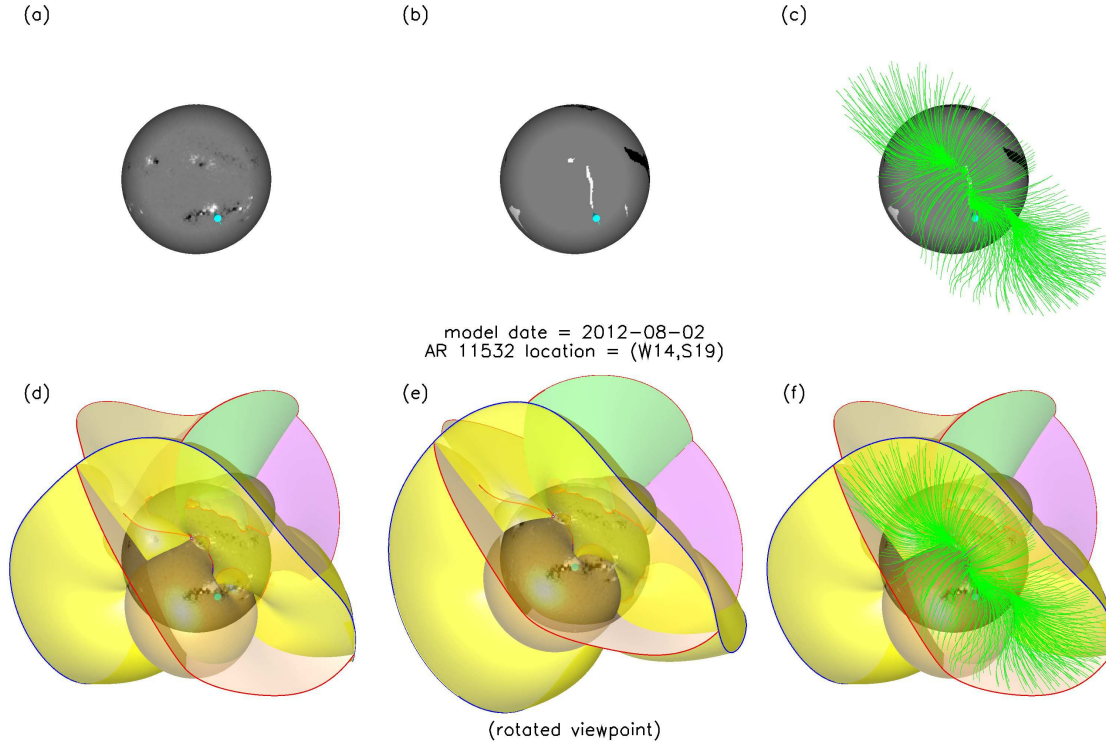 (a)
(b)
(c)
model date = 2012-08-02
AR 11532 location = (W14,S19)
(d)
(e)
(f)
(rotated viewpoint)